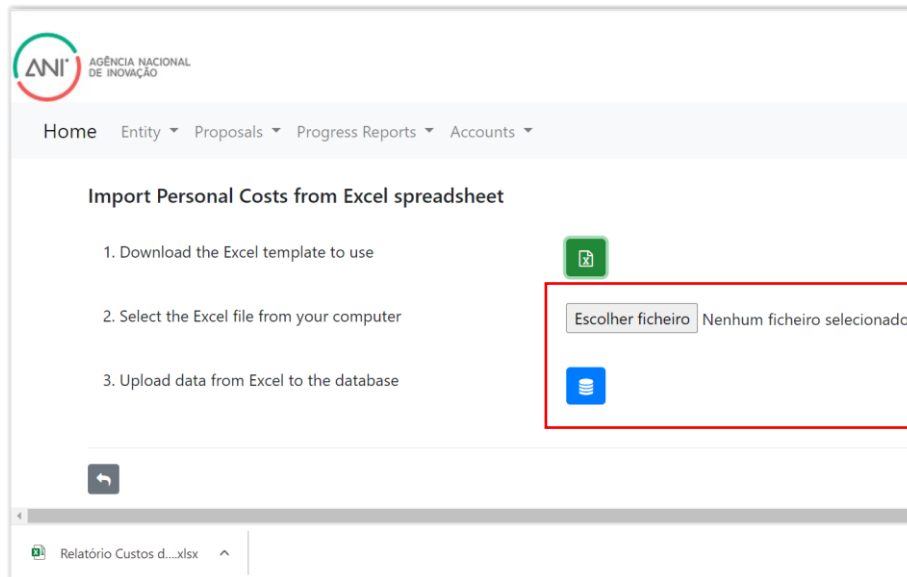 ANI
AGÊNCIA NACIONAL
DE INOVAÇÃO
Home Entity Proposals Progress Reports Accounts
Import Personal Costs from Excel spreadsheet
1. Download the Excel template to use
2. Select the Excel file from your computer
Escolher ficheiro Nenhum ficheiro selecionado
3. Upload data from Excel to the database
Relatório Custos d....xlsx